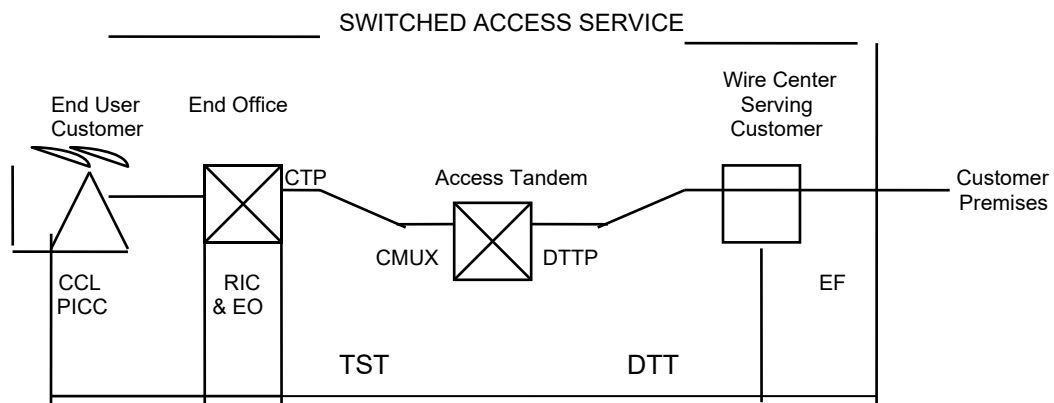 SWITCHED ACCESS SERVICE
Wire Center
Serving
Customer
End User
Customer
End Office
CTP
Access Tandem
Customer
Premises
CMUX
DTTP
CCL
PICC
RIC
& EO
EF
TST
DTT